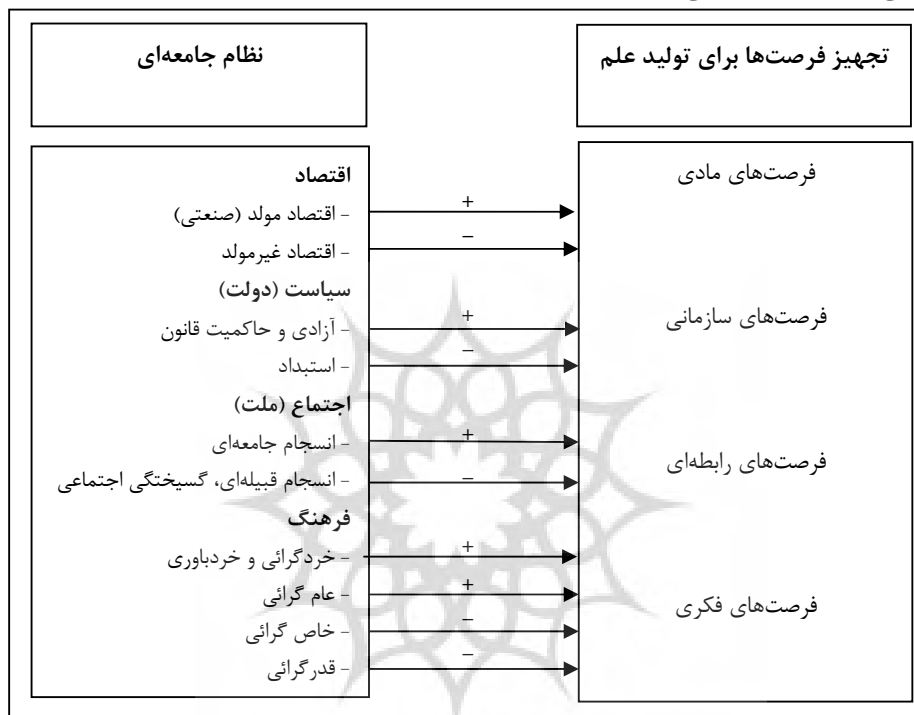 نظام جامعه‌ای
تجهیز فرصت‌ها برای تولید علم
اقتصاد
- اقتصاد مولد (صنعتی)
+
- اقتصاد غیرمولد
–
سیاست (دولت)
- آزادی و حاکمیت قانون
+
- استبداد
–
اجتماع (ملت)
- انسجام جامعه‌ای
+
- انسجام قبیله‌ای، گسیختگی اجتماعی
–
فرهنگ
- خردگرائی و خردباوری
+
- عام گرائی
+
- خاص گرائی
–
- قدرگرائی
–
فرصت‌های مادی
فرصت‌های سازمانی
فرصت‌های رابطه‌ای
فرصت‌های فکری